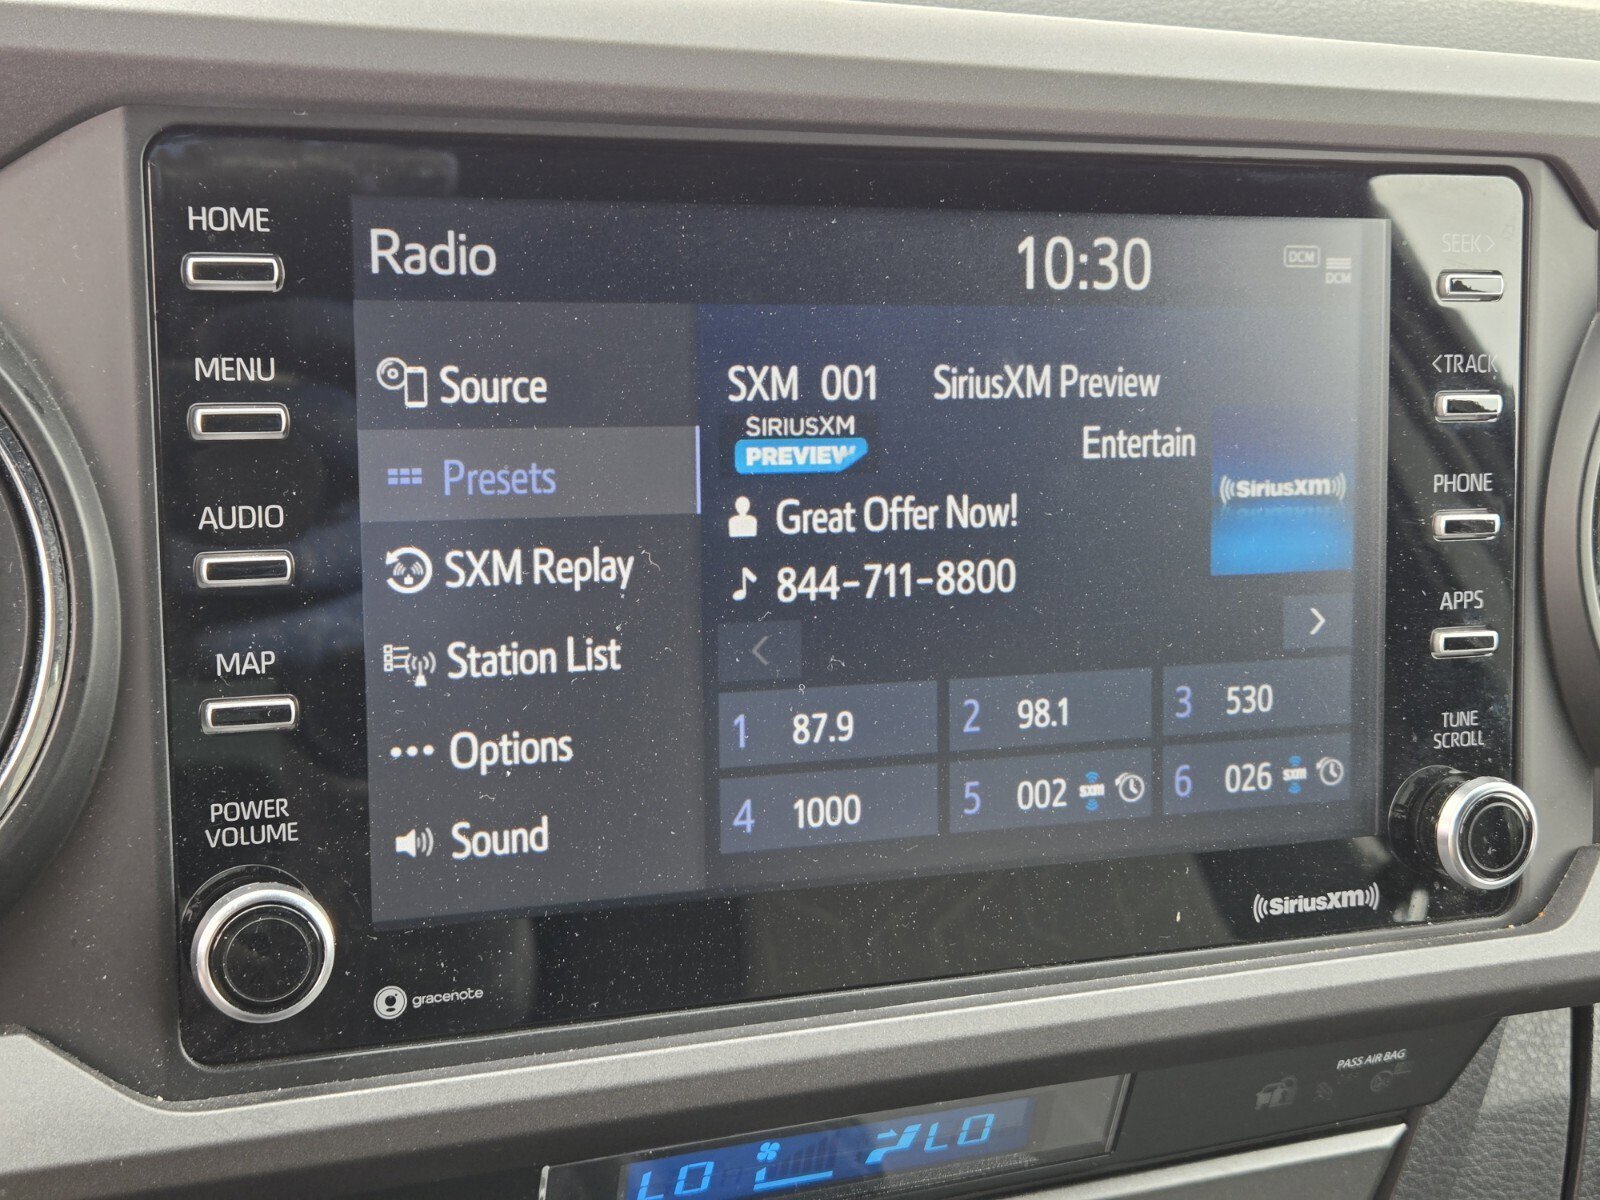 HOME
MENU
AUDIO
MAP
POWER
VOLUME
Radio
10:30
DCM
DCM
Source
Presets
SXM Replay
Station List
Options
Sound
SXM 001 SiriusXM Preview
SIRIUSXM
PREVIEW
Entertain
Great Offer Now!
844-711-8800
SiriusXM
<
>
1 87.9
2 98.1
3 530
4 1000
5 002 SXM
6 026 SXM
SEEK>
<TRACK
PHONE
APPS
TUNE
SCROLL
gracenote
SiriusXM
PASS AIR BAG
LO LO